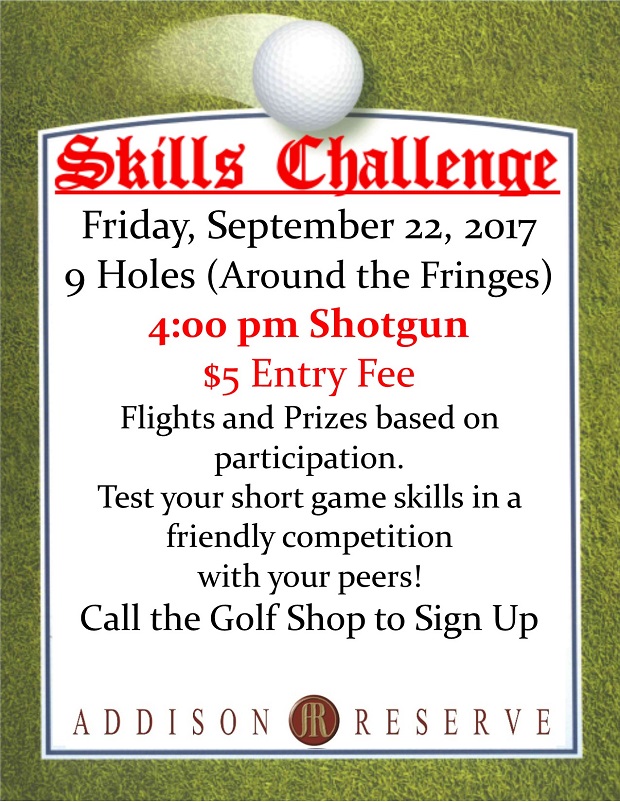 Skills Challenge
Friday, September 22, 2017
9 Holes (Around the Fringes)
4:00 pm Shotgun
$5 Entry Fee
Flights and Prizes based on
participation.
Test your short game skills in a
friendly competition
with your peers!
Call the Golf Shop to Sign Up
ADDISON AR RESERVE